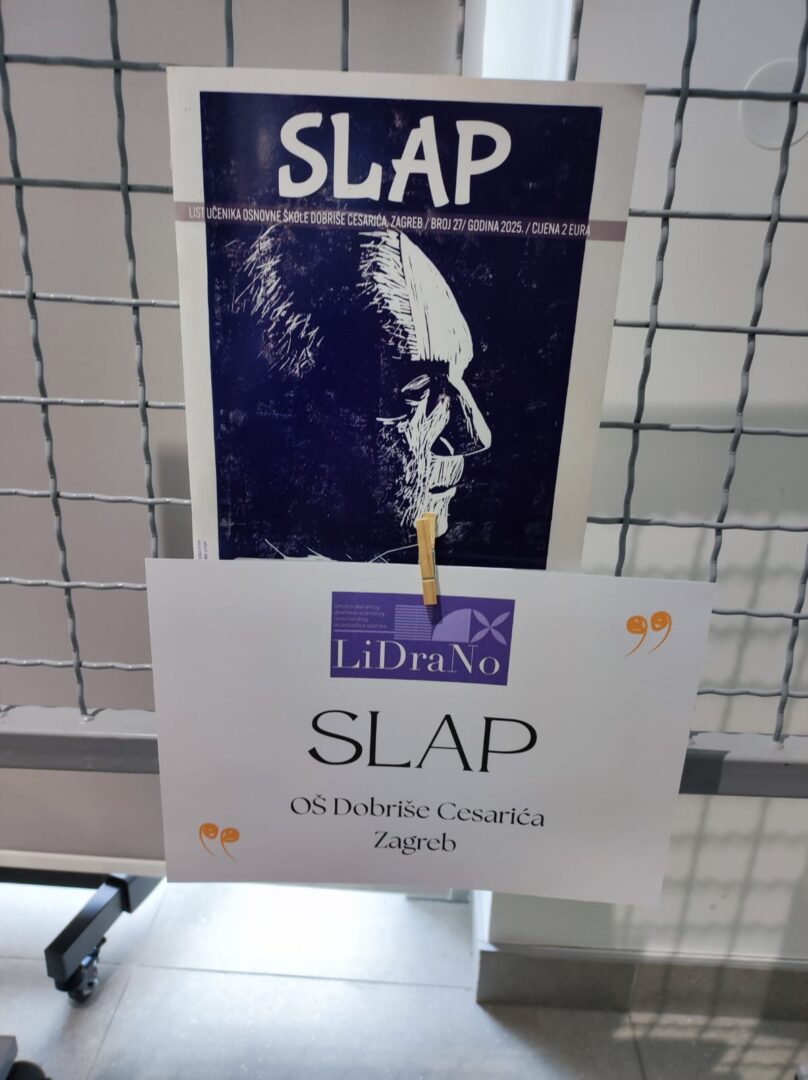 SLAP
LIST UČENIKA OSNOVNE ŠKOLE DOBRIŠE CESARIĆA, ZAGREB / BROJ 27/ GODINA 2025. / CIJENA 2 EURA
LiDraNo
SLAP
OŠ Dobriše Cesarića
Zagreb